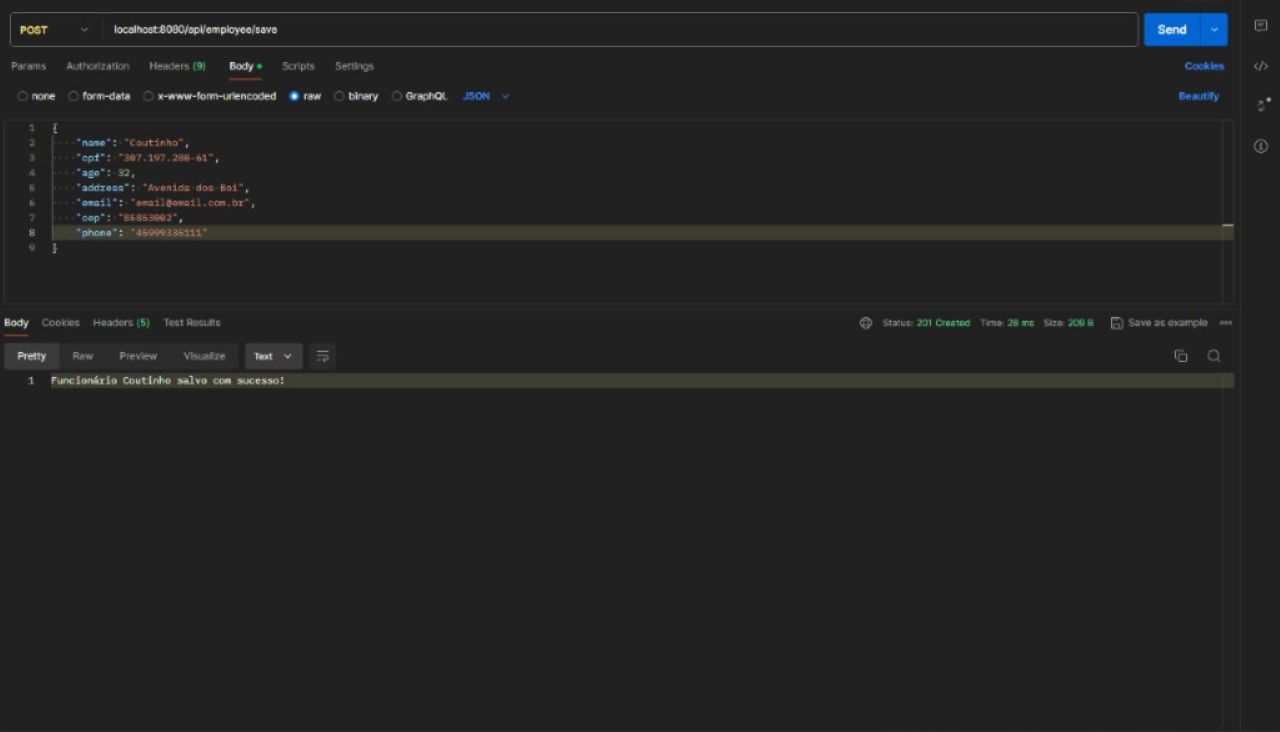 POST localhost:8080/api/employee/save Send
Params Authorization Headers (9) Body Scripts Settings Cookies
none form-data x-www-form-urlencoded raw binary GraphQL JSON Beautify
1 {
2 "name": "Coutinho",
3 "cpf": "307.197.280-61",
4 "age": 32,
5 "address": "Avenida dos Boi",
6 "email": "email@email.com.br",
7 "cep": "85853002",
8 "phone": "45999335111"
9 }
Body Cookies Headers (5) Test Results Status: 201 Created Time: 28 ms Size: 209 B Save as example
Pretty Raw Preview Visualize Text
1 Funcionário Coutinho salvo com sucesso!